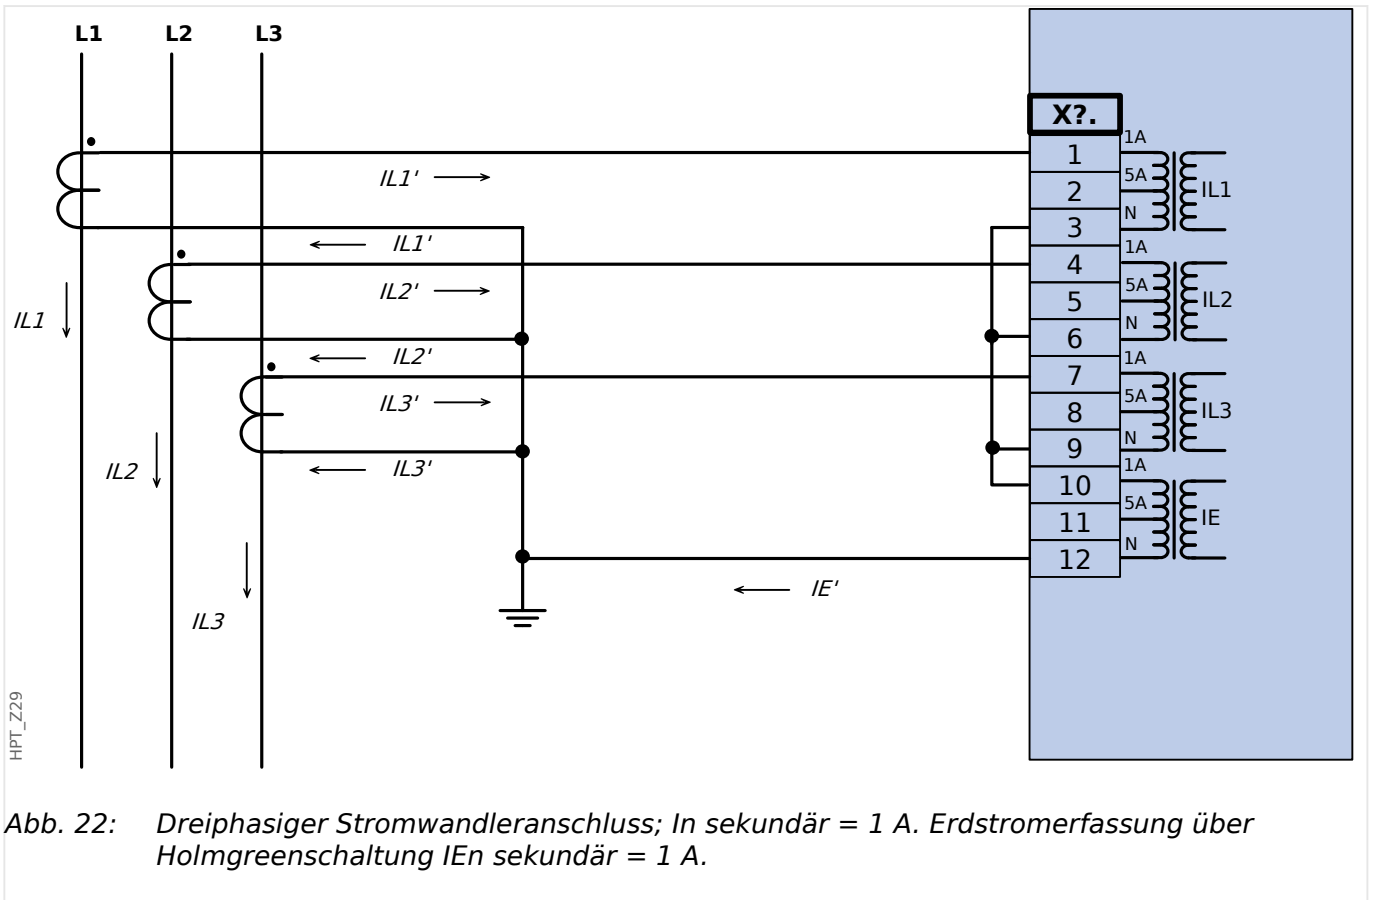 L1 L2 L3
X?.
1A
1
5A
2
IL1
N
3
1A
4
5A
5
IL2
N
6
1A
7
5A
8
IL3
N
9
1A
10
5A
11
IE
N
12
IL1'
IL1'
IL2'
IL2'
IL3'
IL3'
IE'
IL1
IL2
IL3
HPT_Z29
Abb. 22: Dreiphasiger Stromwandleranschluss; In sekundär = 1 A. Erdstromerfassung über
Holmgreenschaltung IEn sekundär = 1 A.